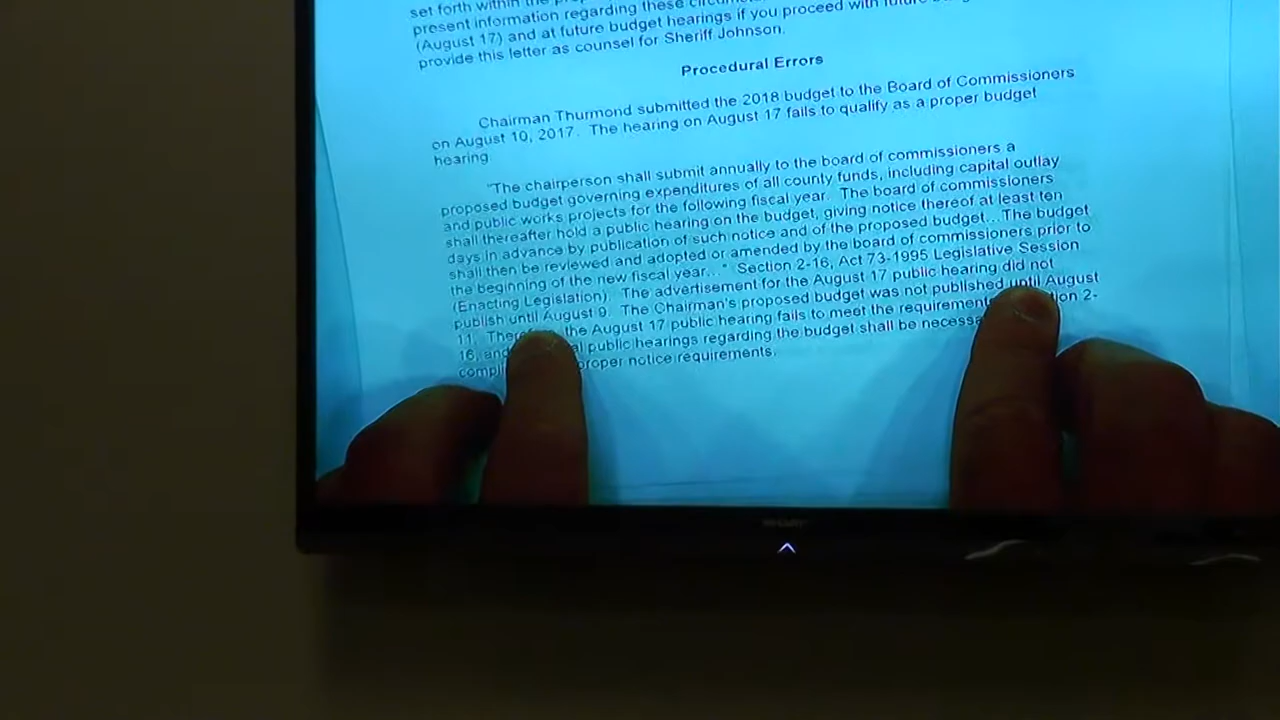 set forth within the
present information regarding these
(August 17) and at future budget hearings if you proceed with future
provide this letter as counsel for Sheriff Johnson.
Procedural Errors
Chairman Thurmond submitted the 2018 budget to the Board of Commissioners
on August 10, 2017. The hearing on August 17 fails to qualify as a proper budget
hearing
"The chairperson shall submit annually to the board of commissioners a
proposed budget governing expenditures of all county funds, including capital outlay
and public works projects for the following fiscal year. The board of commissioners
shall thereafter hold a public hearing on the budget, giving notice thereof at least ten
days in advance by publication of such notice and of the proposed budget...The budget
shall then be reviewed and adopted or amended by the board of commissioners prior to
the beginning of the new fiscal year..." Section 2-16, Act 73-1995 Legislative Session
(Enacting Legislation). The advertisement for the August 17 public hearing did not
publish until August 9. The Chairman's proposed budget was not published until August
11. the August 17 public hearing fails to meet the 2-
16, and public hearings regarding the budget shall be
proper notice requirements.
SHARP